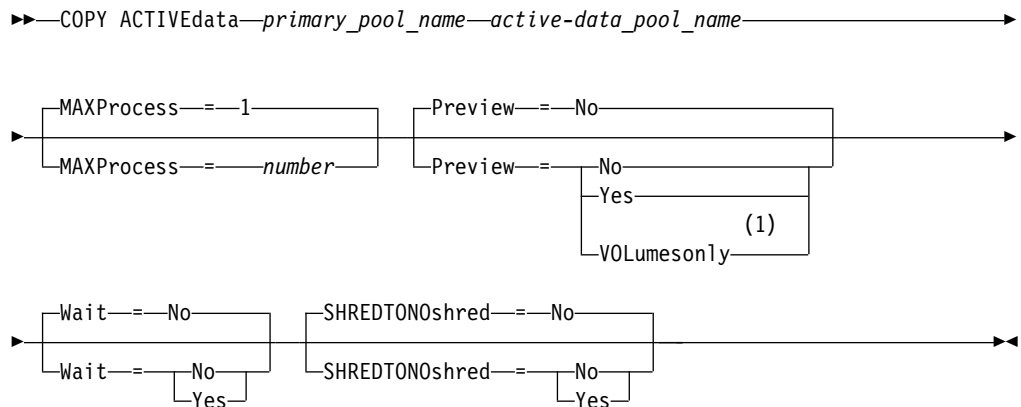 COPY ACTIVEdata primary_pool_name active-data_pool_name
MAXProcess = 1 Preview = No
MAXProcess = number Preview = No
Yes
(1)
VOLumesonly
Wait = No SHREDTONOshred = No
Wait = No SHREDTONOshred = No
Yes Yes